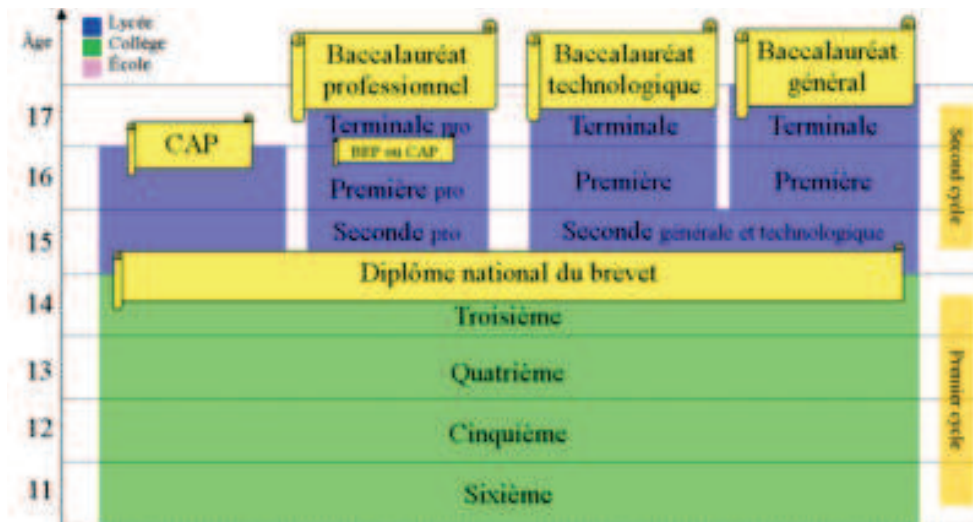 Âge
Lycée
Collège
École
Baccalauréat
professionnel
Baccalauréat
technologique
Baccalauréat
général
17
CAP
Terminale pro
Terminale
Terminale
BEP ou CAP
16
Première pro
Première
Première
Second cycle
15
Seconde pro
Seconde générale et technologique
Diplôme national du brevet
14
Troisième
13
Quatrième
Premier cycle
12
Cinquième
11
Sixième